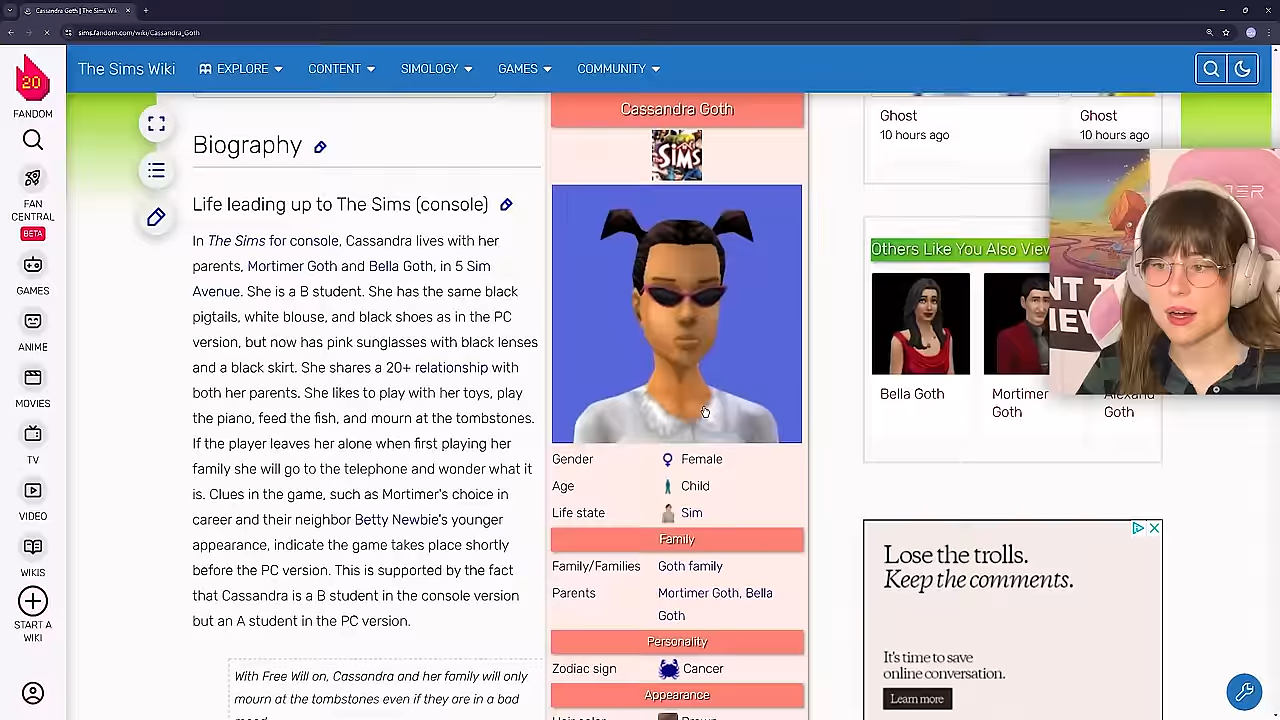 Cassandra Goth | The Sims Wiki
sims.fandom.com/wiki/Cassandra_Goth
20
FANDOM
FAN
CENTRAL
BETA
GAMES
ANIME
MOVIES
TV
VIDEO
WIKIS
START A
WIKI
The Sims Wiki
EXPLORE
CONTENT
SIMOLOGY
GAMES
COMMUNITY
Biography
Life leading up to The Sims (console)
In The Sims for console, Cassandra lives with her
parents, Mortimer Goth and Bella Goth, in 5 Sim
Avenue. She is a B student. She has the same black
pigtails, white blouse, and black shoes as in the PC
version, but now has pink sunglasses with black lenses
and a black skirt. She shares a 20+ relationship with
both her parents. She likes to play with her toys, play
the piano, feed the fish, and mourn at the tombstones.
If the player leaves her alone when first playing her
family she will go to the telephone and wonder what it
is. Clues in the game, such as Mortimer's choice in
career and their neighbor Betty Newbie's younger
appearance, indicate the game takes place shortly
before the PC version. This is supported by the fact
that Cassandra is a B Student in the console version
but an A student in the PC version.
With Free Will on, Cassandra and her family will only
mourn at the tombstones even if they are in a bad
Cassandra Goth
The SIMS
Gender
Female
Age
Child
Life state
Sim
Family
Family/Families
Goth family
Parents
Mortimer Goth, Bella
Goth
Personality
Zodiac sign
Cancer
Appearance
Hair color
Brown
Ghost
10 hours ago
Ghost
10 hours ago
Others Like You Also View
Bella Goth
Mortimer
Goth
Goth
Lose the trolls.
Keep the comments.
It's time to save
online conversation.
Learn more